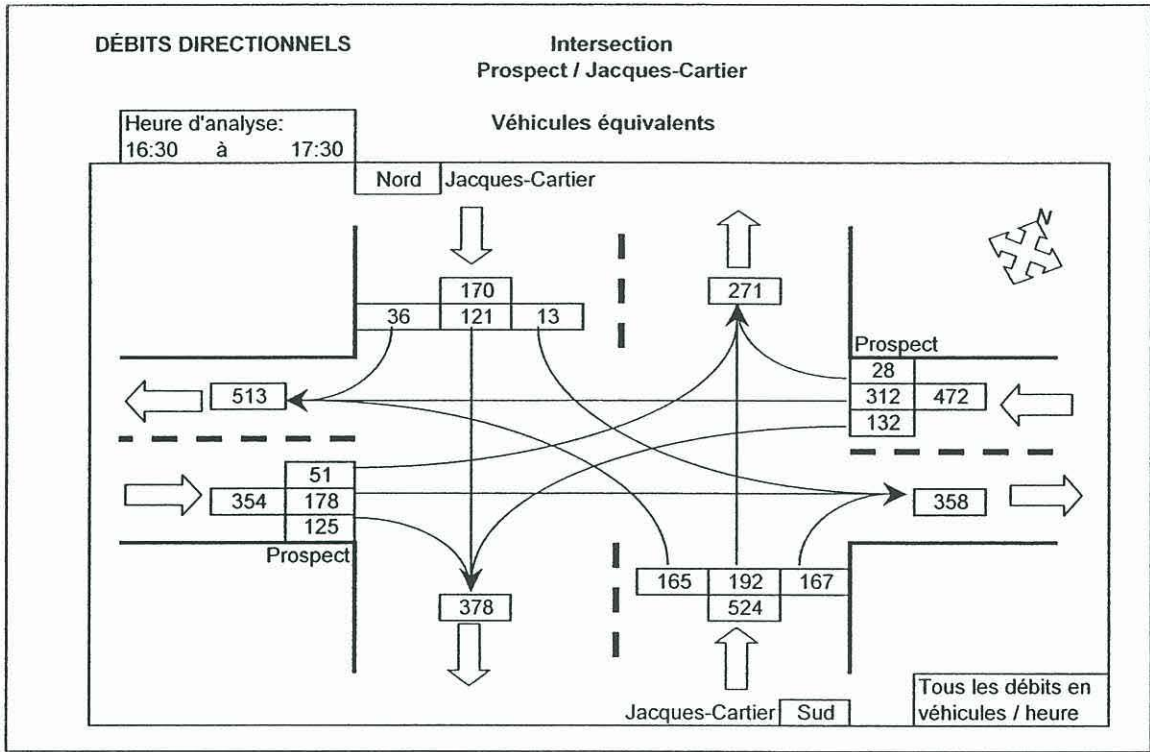 DÉBITS DIRECTIONNELS
Intersection
Prospect / Jacques-Cartier
Heure d'analyse:
16:30 à 17:30
Véhicules équivalents
Nord Jacques-Cartier
N
170
36 121 13
271
Prospect
28
312 472
132
513
51
354 178
125
Prospect
358
378
165 192 167
524
Jacques-Cartier Sud
Tous les débits en
véhicules / heure